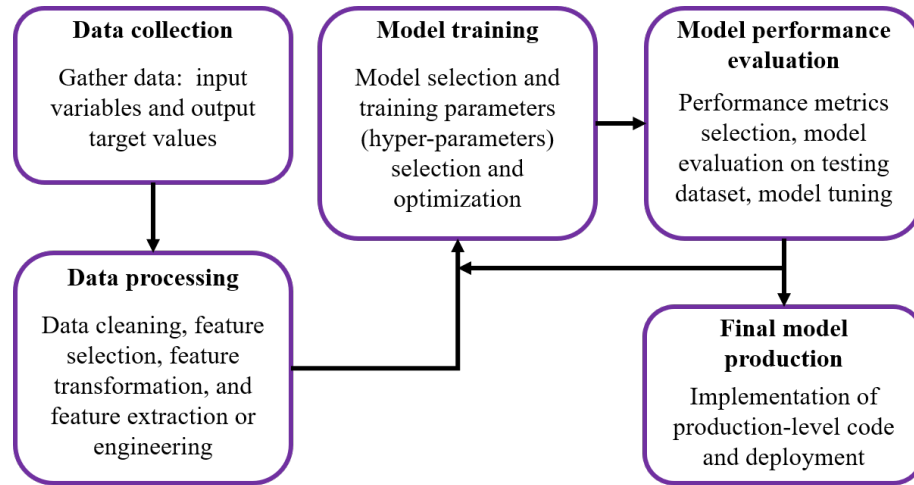 Data collection
Gather data: input
variables and output
target values
Data processing
Data cleaning, feature
selection, feature
transformation, and
feature extraction or
engineering
Model training
Model selection and
training parameters
(hyper-parameters)
selection and
optimization
Model performance
evaluation
Performance metrics
selection, model
evaluation on testing
dataset, model tuning
Final model
production
Implementation of
production-level code
and deployment